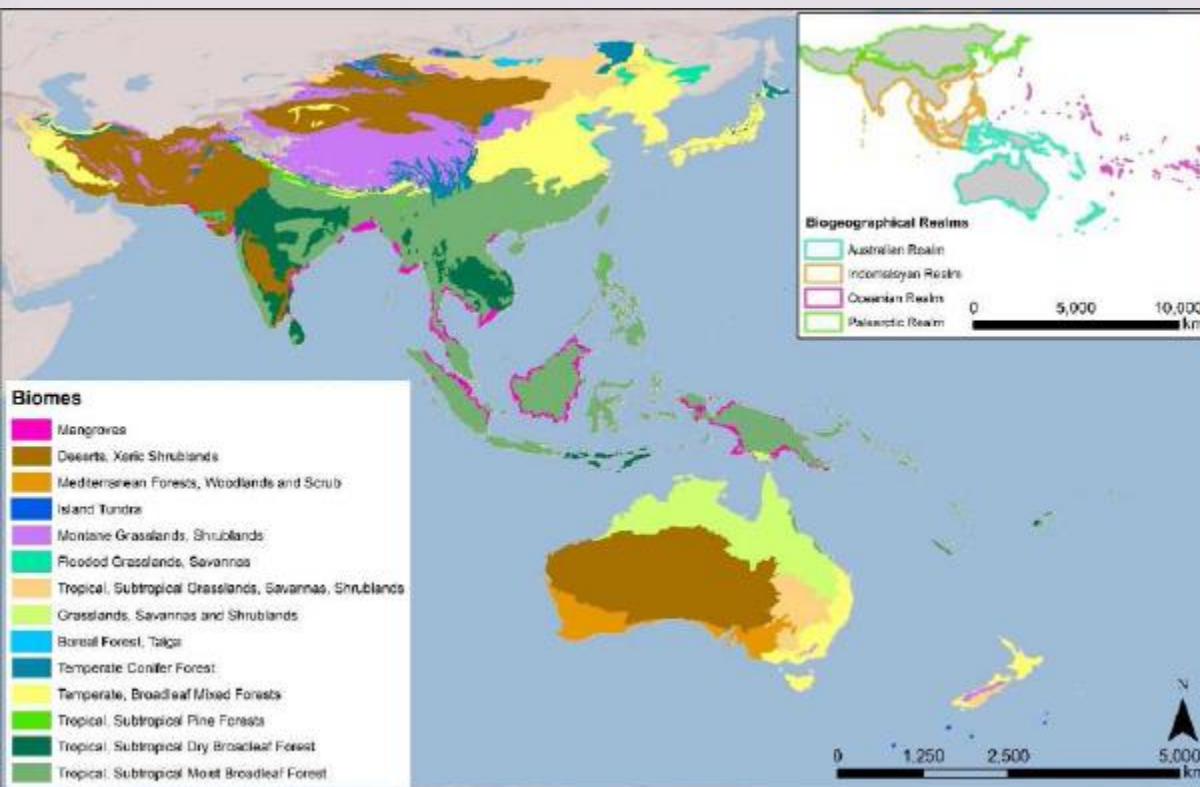 Biogeographical Realms
Australian Realm
Indomalayan Realm
Oceanian Realm
Palearctic Realm
0 5,000 10,000
km
Biomes
Mangroves
Deserts, Xeric Shrublands
Mediterranean Forests, Woodlands and Scrub
Island Tundra
Montane Grasslands, Shrublands
Flooded Grasslands, Savannas
Tropical, Subtropical Grasslands, Savannas, Shrublands
Grasslands, Savannas and Shrublands
Boreal Forest, Taiga
Temperate Conifer Forest
Temperate, Broadleaf Mixed Forests
Tropical, Subtropical Pine Forests
Tropical, Subtropical Dry Broadleaf Forest
Tropical, Subtropical Moist Broadleaf Forest
N
0 1,250 2,500 5,000
km